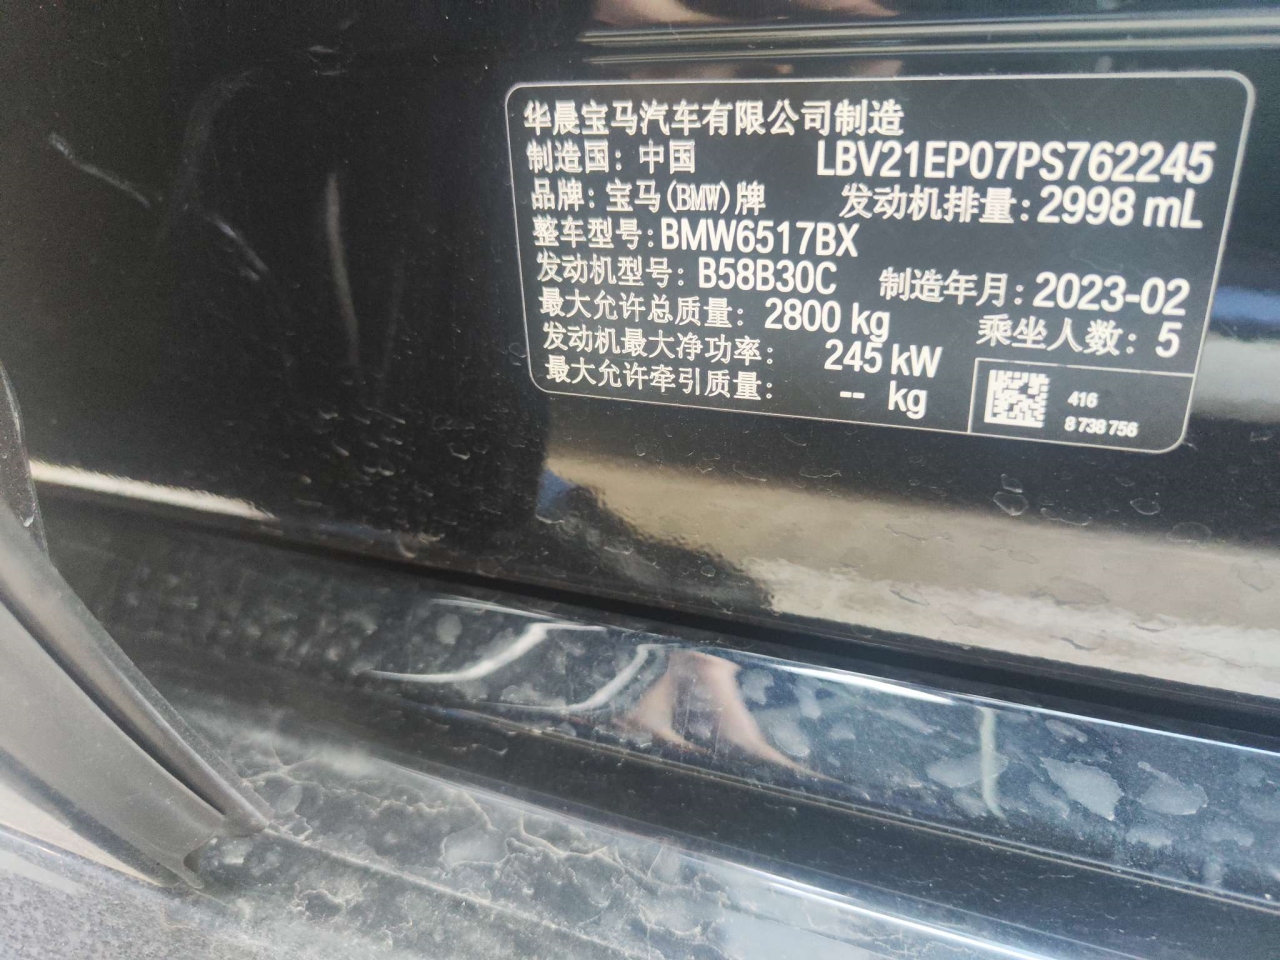 华晨宝马汽车有限公司制造
制造国：中国 LBV21EP07PS762245
品牌：宝马(BMW)牌 发动机排量：2998 mL
整车型号：BMW6517BX
发动机型号：B58B30C 制造年月：2023-02
最大允许总质量：2800 kg 乘坐人数：5
发动机最大净功率：245 kW
最大允许牵引质量：-- kg
416
8 738 756